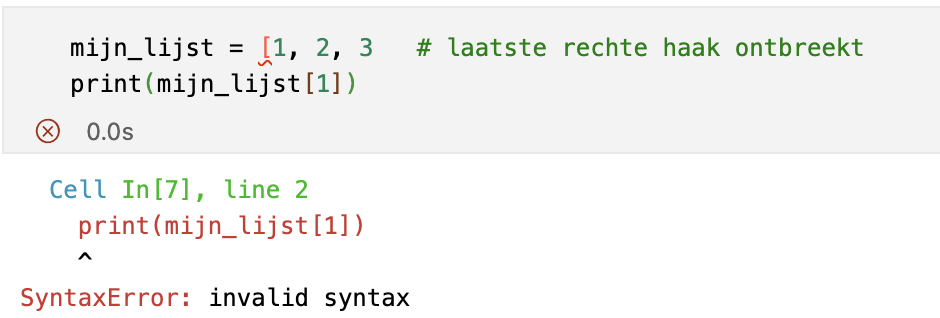 mijn_lijst = [1, 2, 3   # laatste rechte haak ontbreekt
print(mijn_lijst[1])
0.0s
Cell In[7], line 2
print(mijn_lijst[1])
^
SyntaxError: invalid syntax